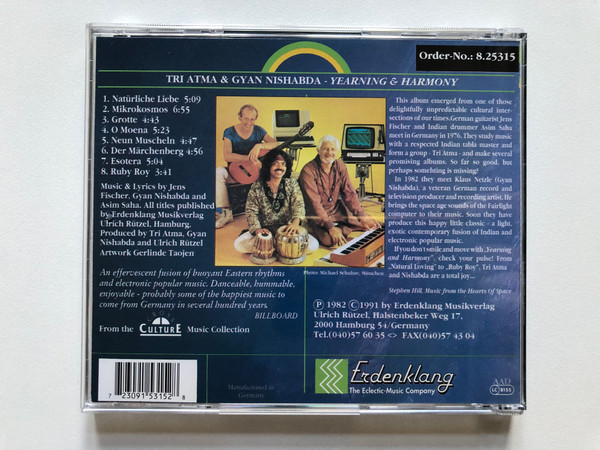 Order-No.: 8.25315
TRI ATMA & GYAN NISHABDA - YEARNING & HARMONY
1. Natürliche Liebe 5:09
2. Mikrokosmos 6:55
3. Grotte 4:43
4. O Moena 5:23
5. Neun Muscheln 4:47
6. Der Märchenberg 4:56
7. Esotera 5:04
8. Ruby Roy 3:41
Music & Lyrics by Jens
Fischer, Gyan Nishabda and
Asim Saha. All titles published
by Erdenklang Musikverlag
Ulrich Rützel, Hamburg.
Produced by Tri Atma, Gyan
Nishabda and Ulrich Rützel
Artwork Gerlinde Taojen
An effervescent fusion of buoyant Eastern rhythms
and electronic popular music. Danceable, hummable,
enjoyable - probably some of the happiest music to
come from Germany in several hundred years.
BILLBOARD
From the CULTURE Music Collection
Photo: Michael Schultze, München
This album emerged from one of those
delightfully unpredictable cultural inter-
sections of our times. German guitarist Jens
Fischer and Indian drummer Asim Saha
meet in Germany in 1976. They study music
with a respected Indian tabla master and
form a group - Tri Atma - and make several
promising albums. So far so good, but
perhaps something is missing?
In 1982 they meet Klaus Netzle (Gyan
Nishabda), a veteran German record and
television producer and recording artist. He
brings the space age sounds of the Fairlight
computer to their music. Soon they have
produce this happy little classic - a light,
exotic contemporary fusion of Indian and
electronic popular music.
If you don't smile and move with „Yearning
and Harmony", check your pulse! From
"Natural Loving" to „Ruby Roy", Tri Atma
and Nishabda are a total joy...
Stephen Hill, Music from the Hearts Of Space
Ⓟ 1982 Ⓒ 1991 by Erdenklang Musikverlag
Ulrich Rützel, Halstenbeker Weg 17,
2000 Hamburg 54/Germany
Tel.(040)57 60 35 <> FAX(040)57 43 04
7 23091 53152 8
Manufactured in
Germany
Erdenklang
The Eclectic-Music Company
AAD
LC 8155